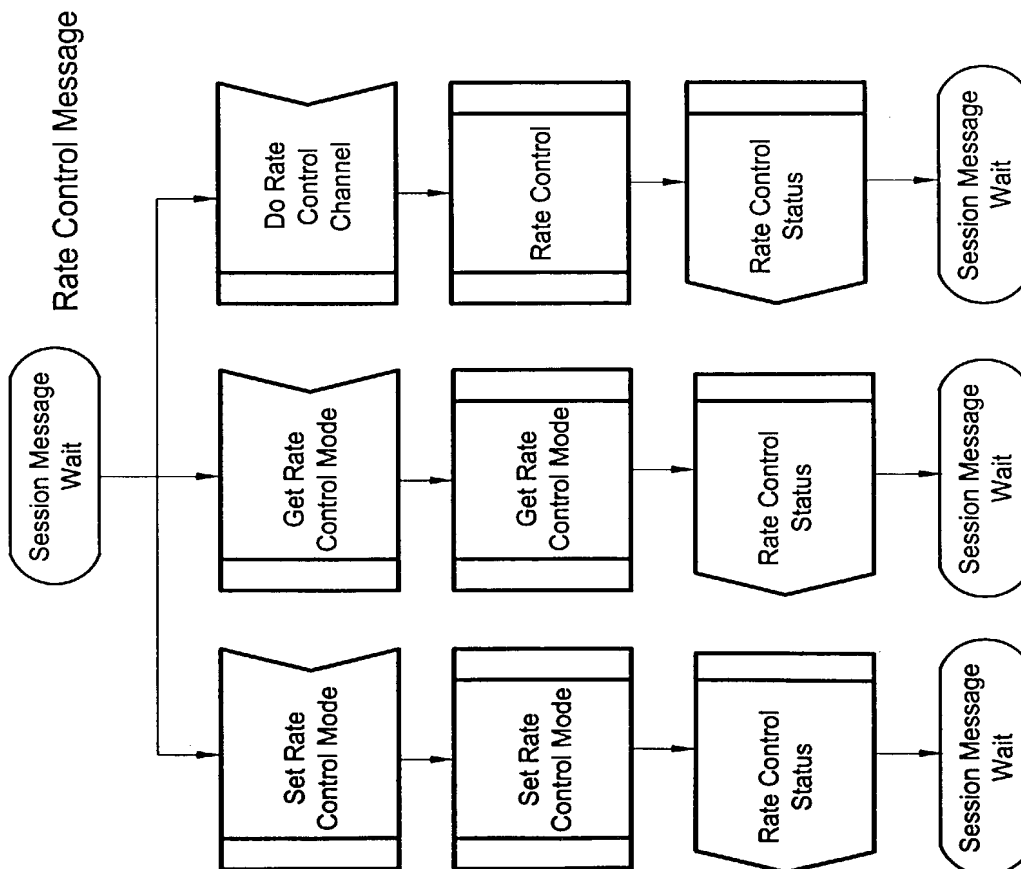 Rate Control Message
Session Message
Wait
Set Rate
Control Mode
Get Rate
Control Mode
Do Rate
Control
Channel
Set Rate
Control Mode
Get Rate
Control Mode
Rate Control
Rate Control
Status
Rate Control
Status
Rate Control
Status
Session Message
Wait
Session Message
Wait
Session Message
Wait